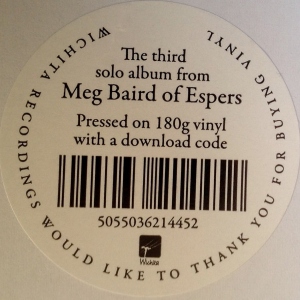 The third
solo album from
Meg Baird of Espers
Pressed on 180g vinyl
with a download code
5055036214452
Wichita
WICHITA RECORDINGS WOULD LIKE TO THANK YOU FOR BUYING VINYL